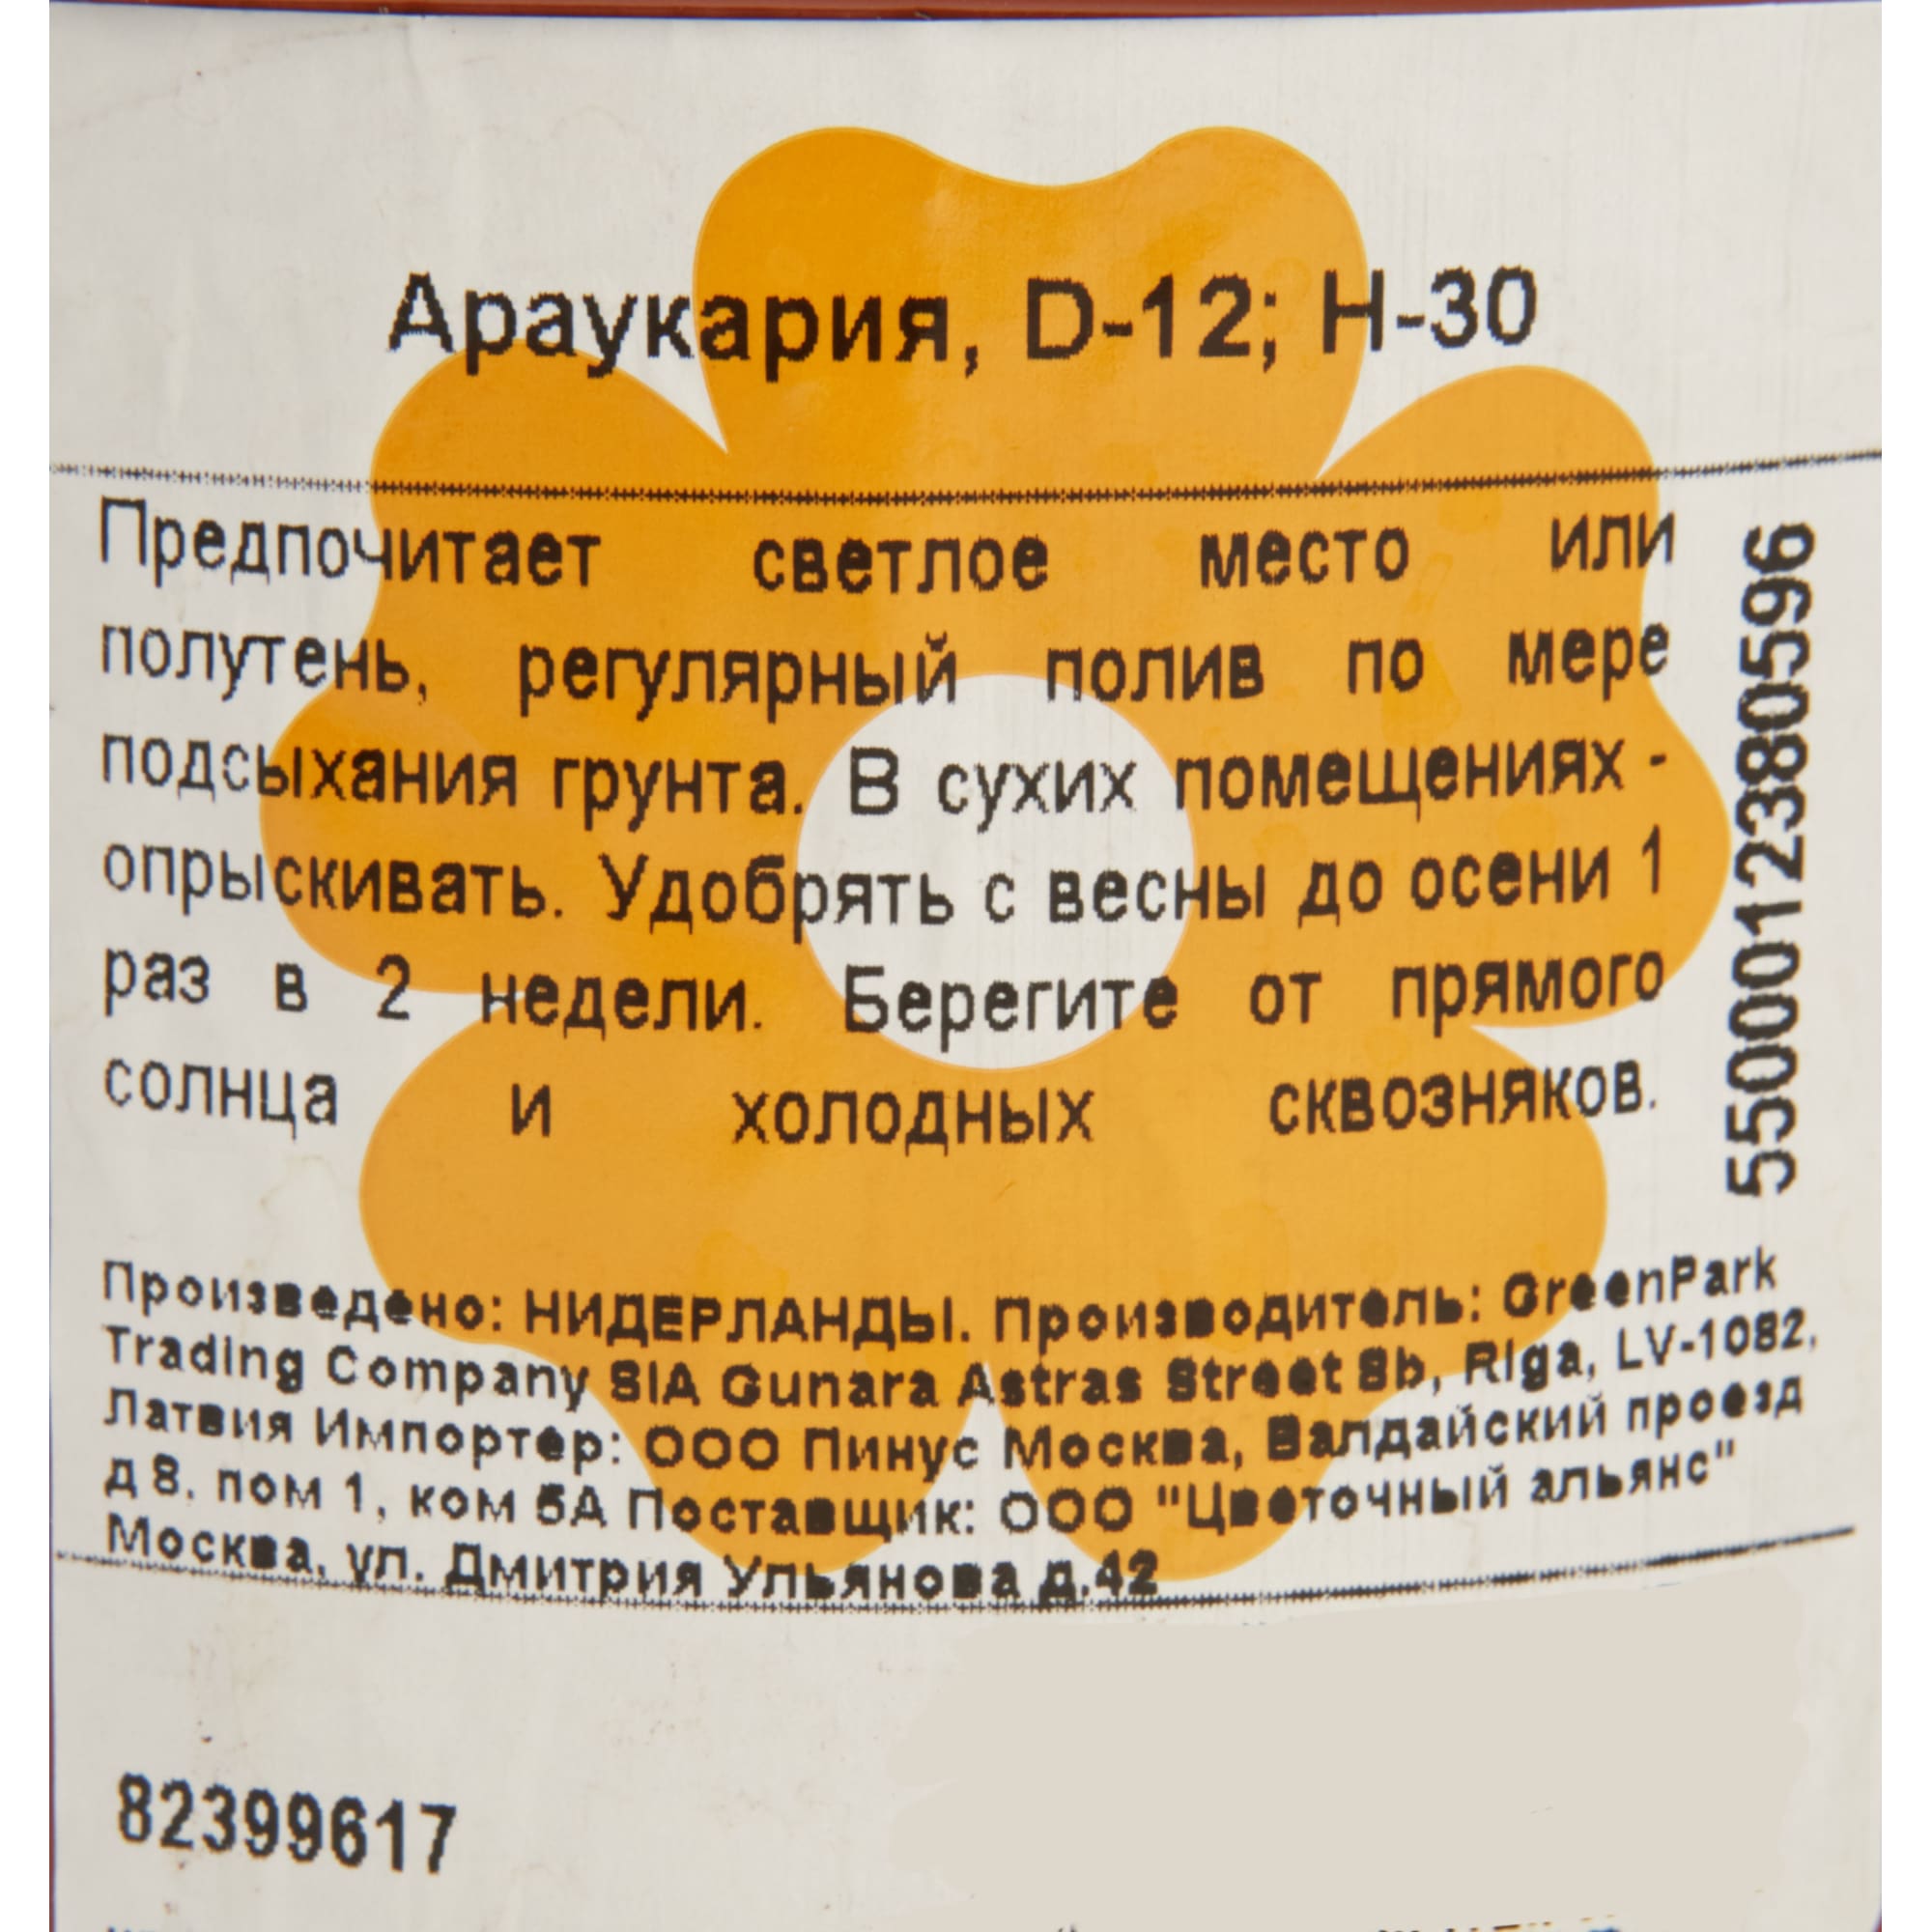 Араукария, D-12; H-30
Предпочитает светлое место или
полутень, регулярный полив по мере
подсыхания грунта. В сухих помещениях -
опрыскивать. Удобрять с весны до осени 1
раз в 2 недели. Берегите от прямого
солнца и холодных сквозняков.
5500012380596
Произведено: НИДЕРЛАНДЫ. Производитель: GreenPark
Trading Company SIA Gunara Astras Street 8b, Riga, LV-1082,
Латвия Импортер: ООО Пинус Москва, Валдайский проезд
д 8, пом 1, ком 5А Поставщик: ООО "Цветочный альянс"
Москва, ул. Дмитрия Ульянова д.42
82399617